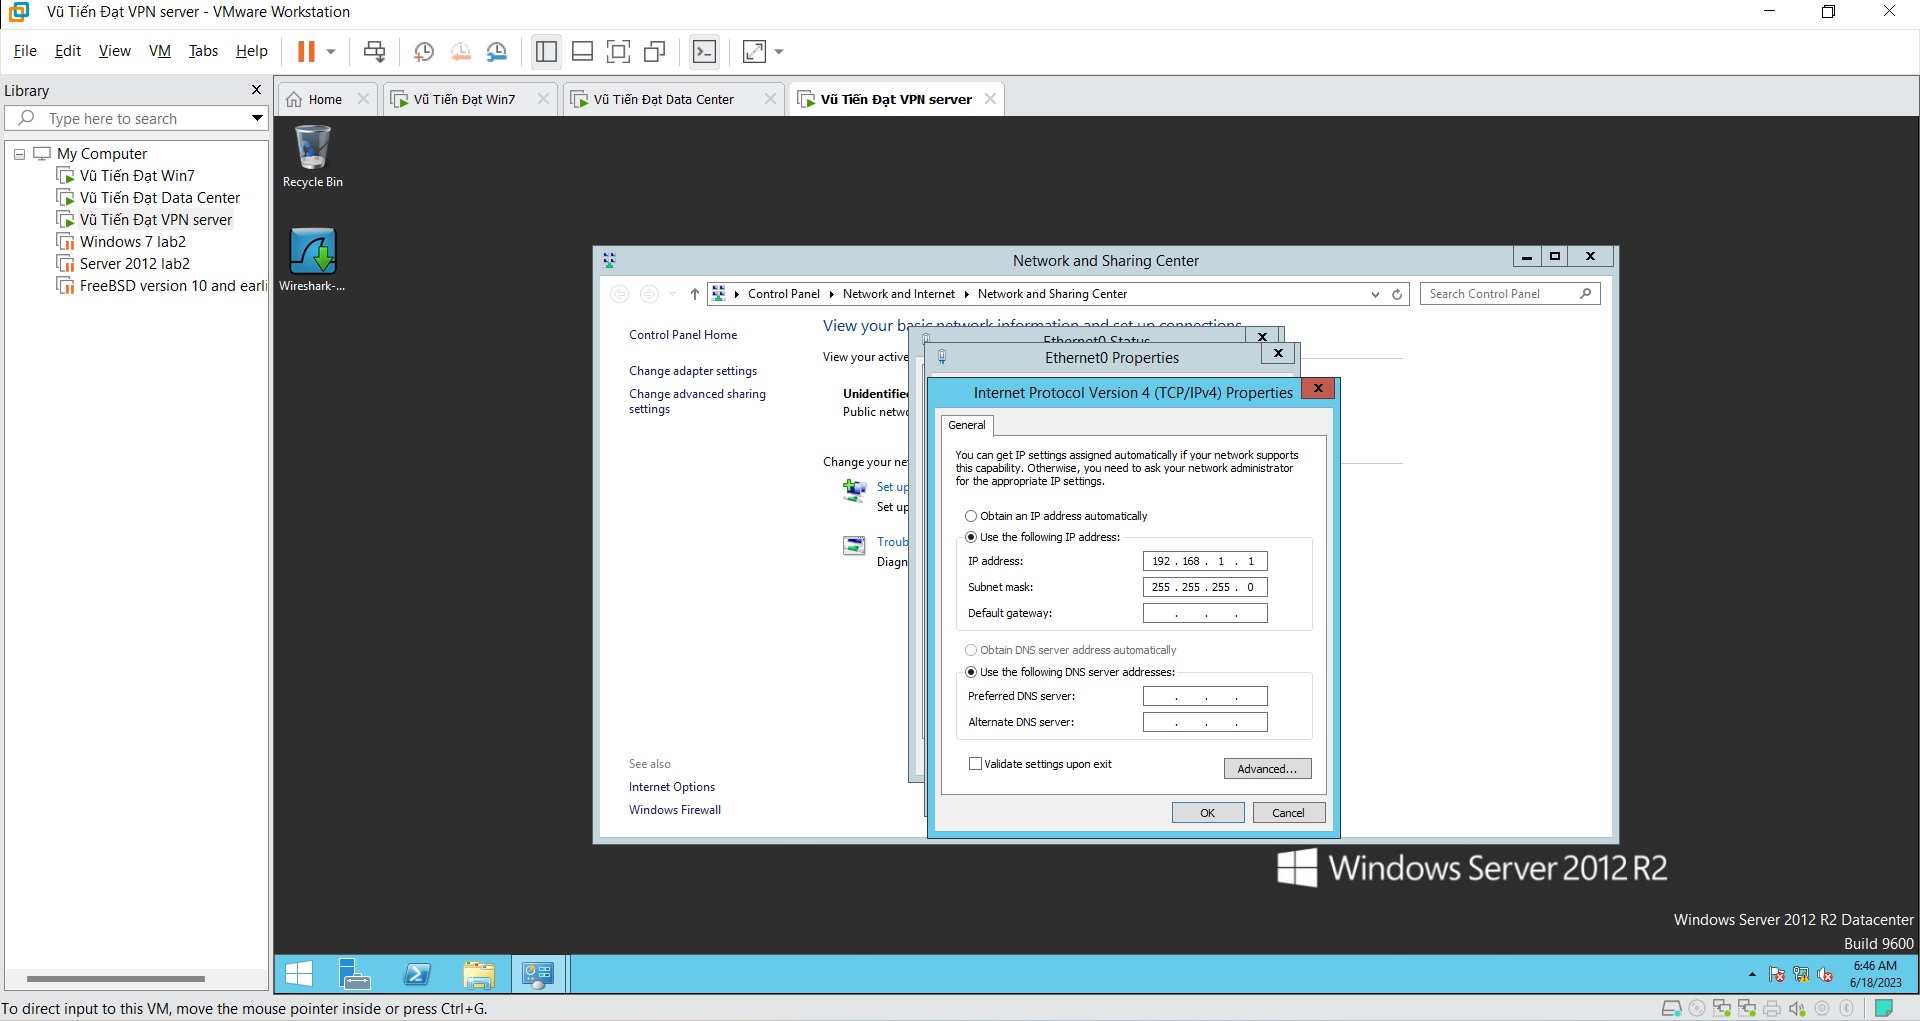 Vũ Tiến Đạt VPN server - VMware Workstation
File Edit View VM Tabs Help
Library
Type here to search
My Computer
Vũ Tiến Đạt Win7
Vũ Tiến Đạt Data Center
Vũ Tiến Đạt VPN server
Windows 7 lab2
Server 2012 lab2
FreeBSD version 10 and earli
Home
Vũ Tiến Đạt Win7
Vũ Tiến Đạt Data Center
Vũ Tiến Đạt VPN server
Recycle Bin
Wireshark-...
Network and Sharing Center
Control Panel Network and Internet Network and Sharing Center
Search Control Panel
Control Panel Home
Change adapter settings
Change advanced sharing
settings
See also
Internet Options
Windows Firewall
View your basic network information and set up connections
View your active
Unidentified
Public netwo
Change your ne
Set up
Set up
Troub
Diagn
Ethernet0 Status
Ethernet0 Properties
Internet Protocol Version 4 (TCP/IPv4) Properties
General
You can get IP settings assigned automatically if your network supports
this capability. Otherwise, you need to ask your network administrator
for the appropriate IP settings.
Obtain an IP address automatically
Use the following IP address:
IP address: 192 . 168 . 1 . 1
Subnet mask: 255 . 255 . 255 . 0
Default gateway: . . .
Obtain DNS server address automatically
Use the following DNS server addresses:
Preferred DNS server: . . .
Alternate DNS server: . . .
Validate settings upon exit
Advanced...
OK Cancel
Windows Server 2012 R2
Windows Server 2012 R2 Datacenter
Build 9600
6:46 AM
6/18/2023
To direct input to this VM, move the mouse pointer inside or press Ctrl+G.